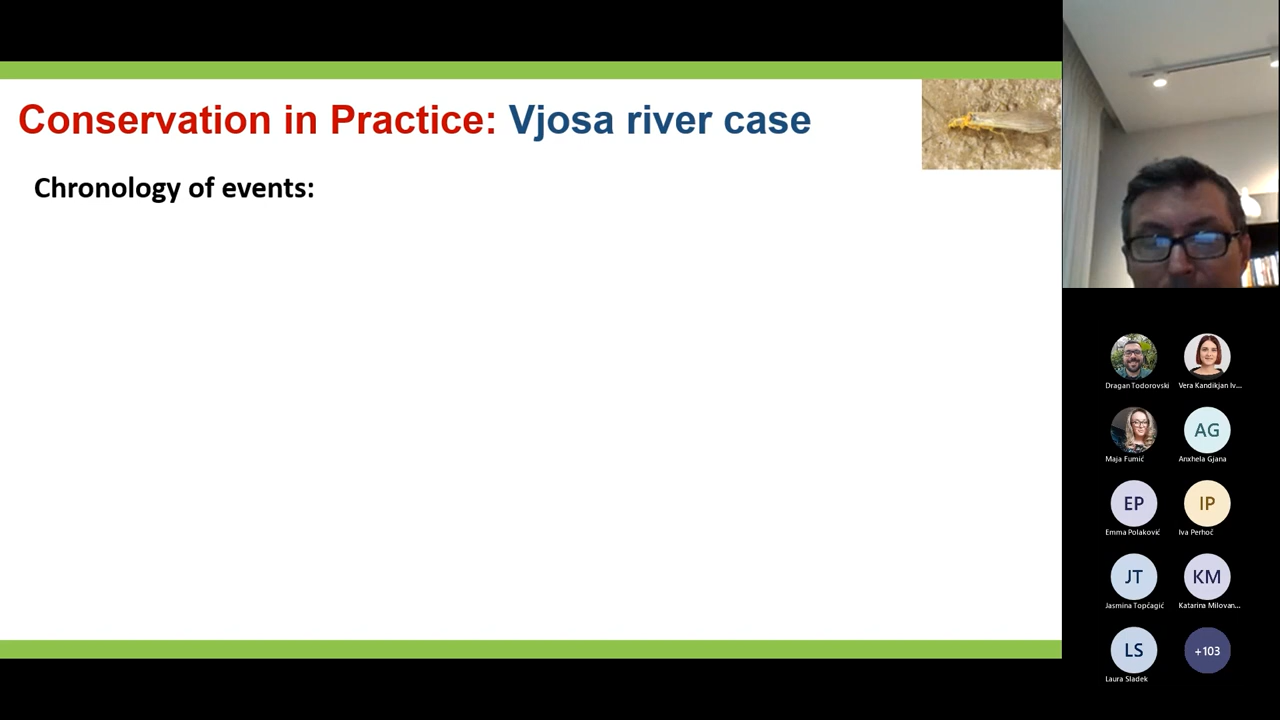 Conservation in Practice: Vjosa river case
Chronology of events:
Dragan Todorovski
Vera Kandikjan Iv...
Maja Fumić
AG
Anxhela Gjana
EP
Emma Polaković
IP
Iva Perhoč
JT
Jasmina Topčagić
KM
Katarina Milovan...
LS
Laura Sladek
+103